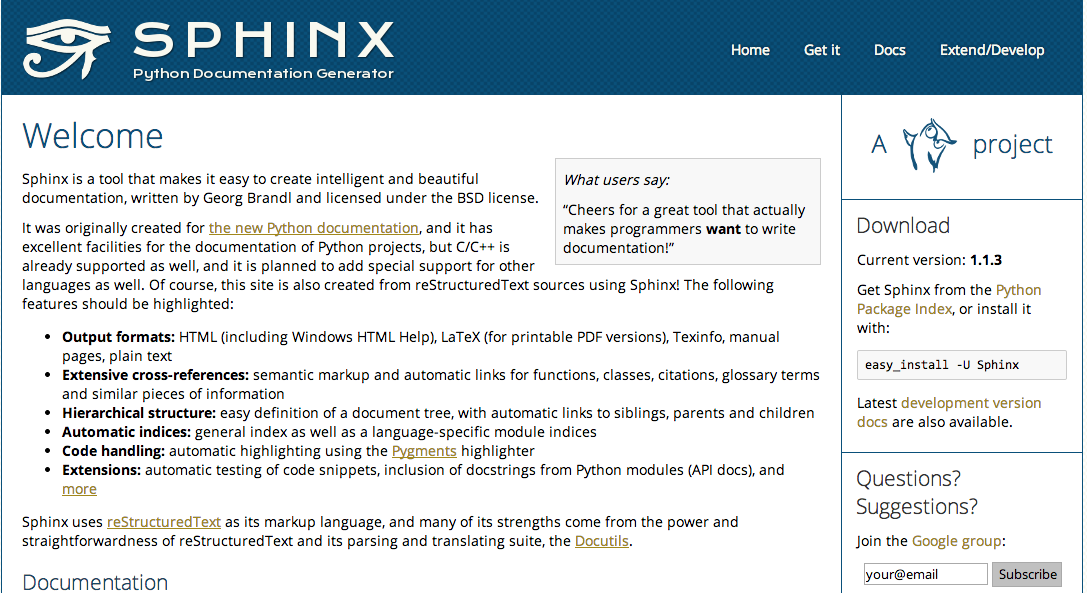 SPHINX
Python Documentation Generator
Home Get it Docs Extend/Develop
Welcome
Sphinx is a tool that makes it easy to create intelligent and beautiful
documentation, written by Georg Brandl and licensed under the BSD license.
What users say:
“Cheers for a great tool that actually
makes programmers want to write
documentation!”
It was originally created for the new Python documentation, and it has
excellent facilities for the documentation of Python projects, but C/C++ is
already supported as well, and it is planned to add special support for other
languages as well. Of course, this site is also created from reStructuredText sources using Sphinx! The following
features should be highlighted:
• Output formats: HTML (including Windows HTML Help), LaTeX (for printable PDF versions), Texinfo, manual
pages, plain text
• Extensive cross-references: semantic markup and automatic links for functions, classes, citations, glossary terms
and similar pieces of information
• Hierarchical structure: easy definition of a document tree, with automatic links to siblings, parents and children
• Automatic indices: general index as well as a language-specific module indices
• Code handling: automatic highlighting using the Pygments highlighter
• Extensions: automatic testing of code snippets, inclusion of docstrings from Python modules (API docs), and
more
Sphinx uses reStructuredText as its markup language, and many of its strengths come from the power and
straightforwardness of reStructuredText and its parsing and translating suite, the Docutils.
Documentation
A project
Download
Current version: 1.1.3
Get Sphinx from the Python
Package Index, or install it
with:
easy_install -U Sphinx
Latest development version
docs are also available.
Questions?
Suggestions?
Join the Google group:
your@email Subscribe